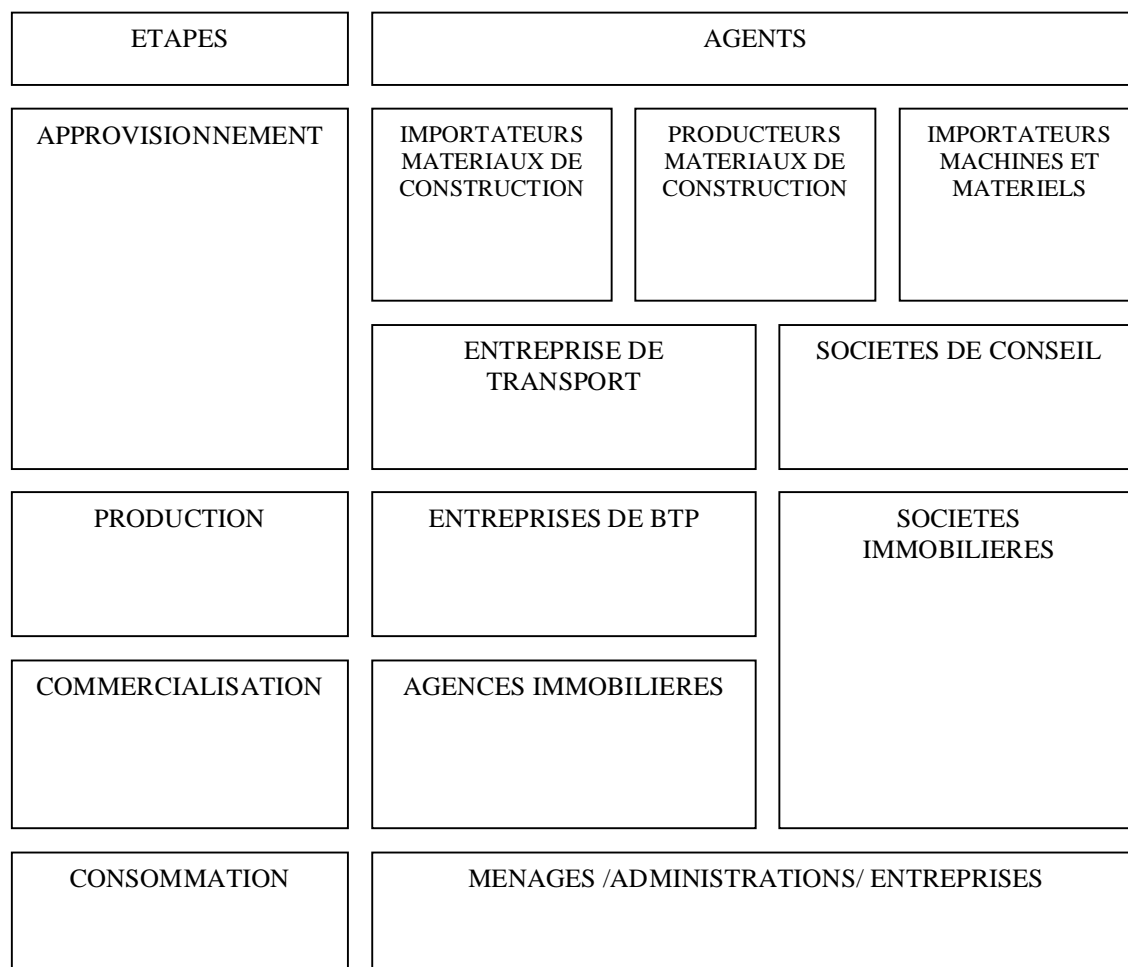 ETAPES
AGENTS
APPROVISIONNEMENT
IMPORTATEURS
MATERIAUX DE
CONSTRUCTION
PRODUCTEURS
MATERIAUX DE
CONSTRUCTION
IMPORTATEURS
MACHINES ET
MATERIELS
ENTREPRISE DE
TRANSPORT
SOCIETES DE CONSEIL
PRODUCTION
ENTREPRISES DE BTP
SOCIETES
IMMOBILIERES
COMMERCIALISATION
AGENCES IMMOBILIERES
CONSOMMATION
MENAGES /ADMINISTRATIONS/ ENTREPRISES